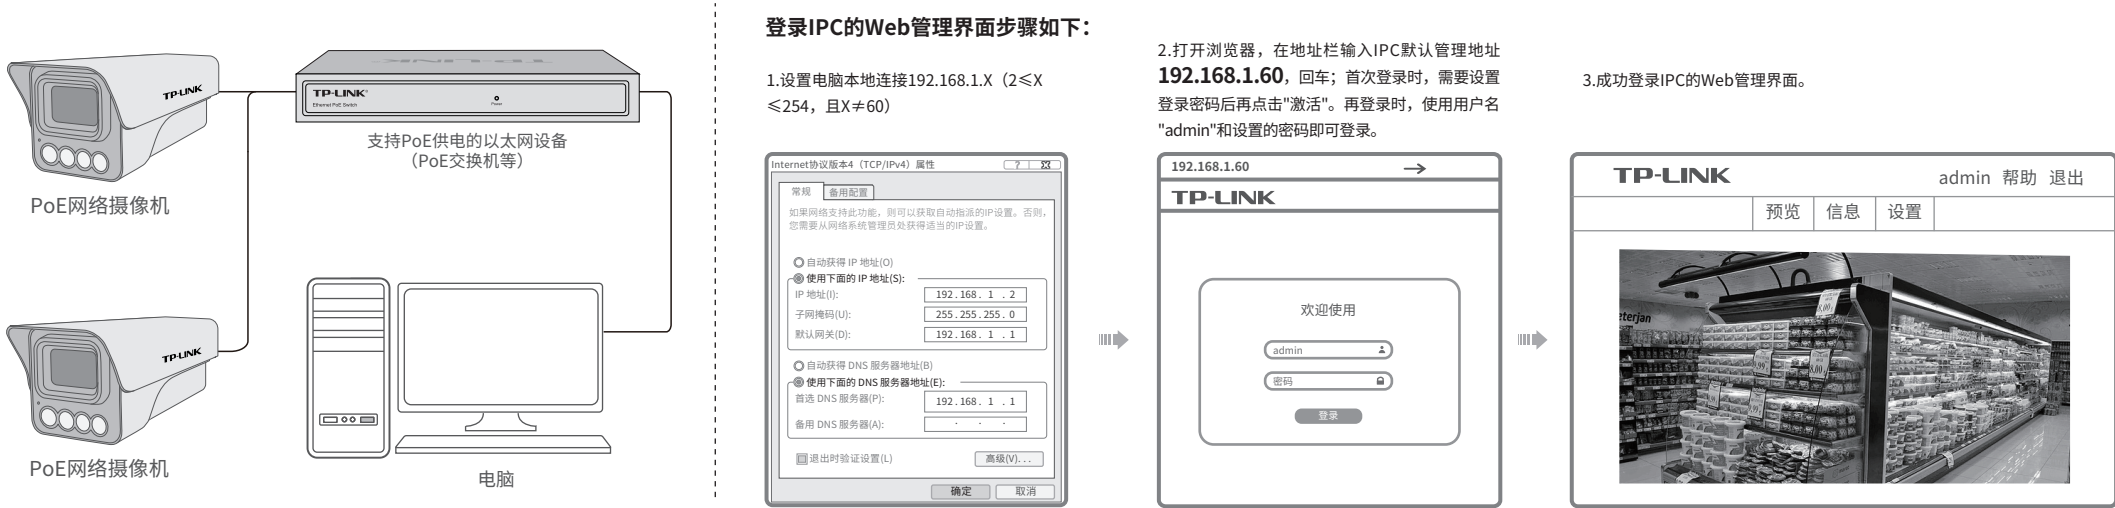 TP-LINK
PoE网络摄像机
TP-LINK
TP-LINK
Ethernet PoE Switch
Power
支持PoE供电的以太网设备
（PoE交换机等）
TP-LINK
PoE网络摄像机
电脑
登录IPC的Web管理界面步骤如下：
1.设置电脑本地连接192.168.1.X（2≤X
≤254，且X≠60）
Internet协议版本4（TCP/IPv4）属性
?
常规
备用配置
如果网络支持此功能，则可以获取自动指派的IP设置。否则，
您需要从网络系统管理员处获得适当的IP设置。
自动获得 IP 地址(O)
使用下面的 IP 地址(S):
IP 地址(I): 192.168. 1 . 2
子网掩码(U): 255.255.255. 0
默认网关(D): 192.168. 1 . 1
自动获得 DNS 服务器地址(B)
使用下面的 DNS 服务器地址(E):
首选 DNS 服务器(P): 192.168. 1 . 1
备用 DNS 服务器(A): . . .
退出时验证设置(L)
高级(V)...
确定 取消
2.打开浏览器，在地址栏输入IPC默认管理地址
192.168.1.60，回车；首次登录时，需要设置
登录密码后再点击"激活"。再登录时，使用用户名
"admin"和设置的密码即可登录。
192.168.1.60 →
TP-LINK
欢迎使用
admin
密码
登录
3.成功登录IPC的Web管理界面。
TP-LINK
admin 帮助 退出
预览 信息 设置
eterjan
8,00
9,99
8,00